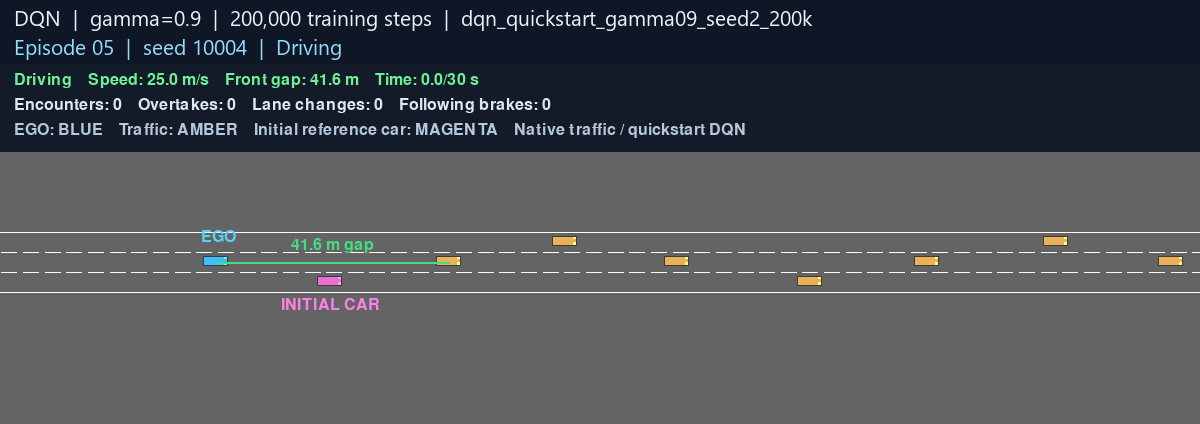 DQN | gamma=0.9 | 200,000 training steps | dqn_quickstart_gamma09_seed2_200k
Episode 05 | seed 10004 | Driving
Driving Speed: 25.0 m/s Front gap: 41.6 m Time: 0.0/30 s
Encounters: 0 Overtakes: 0 Lane changes: 0 Following brakes: 0
EGO: BLUE Traffic: AMBER Initial reference car: MAGENTA Native traffic / quickstart DQN
EGO
41.6 m gap
INITIAL CAR